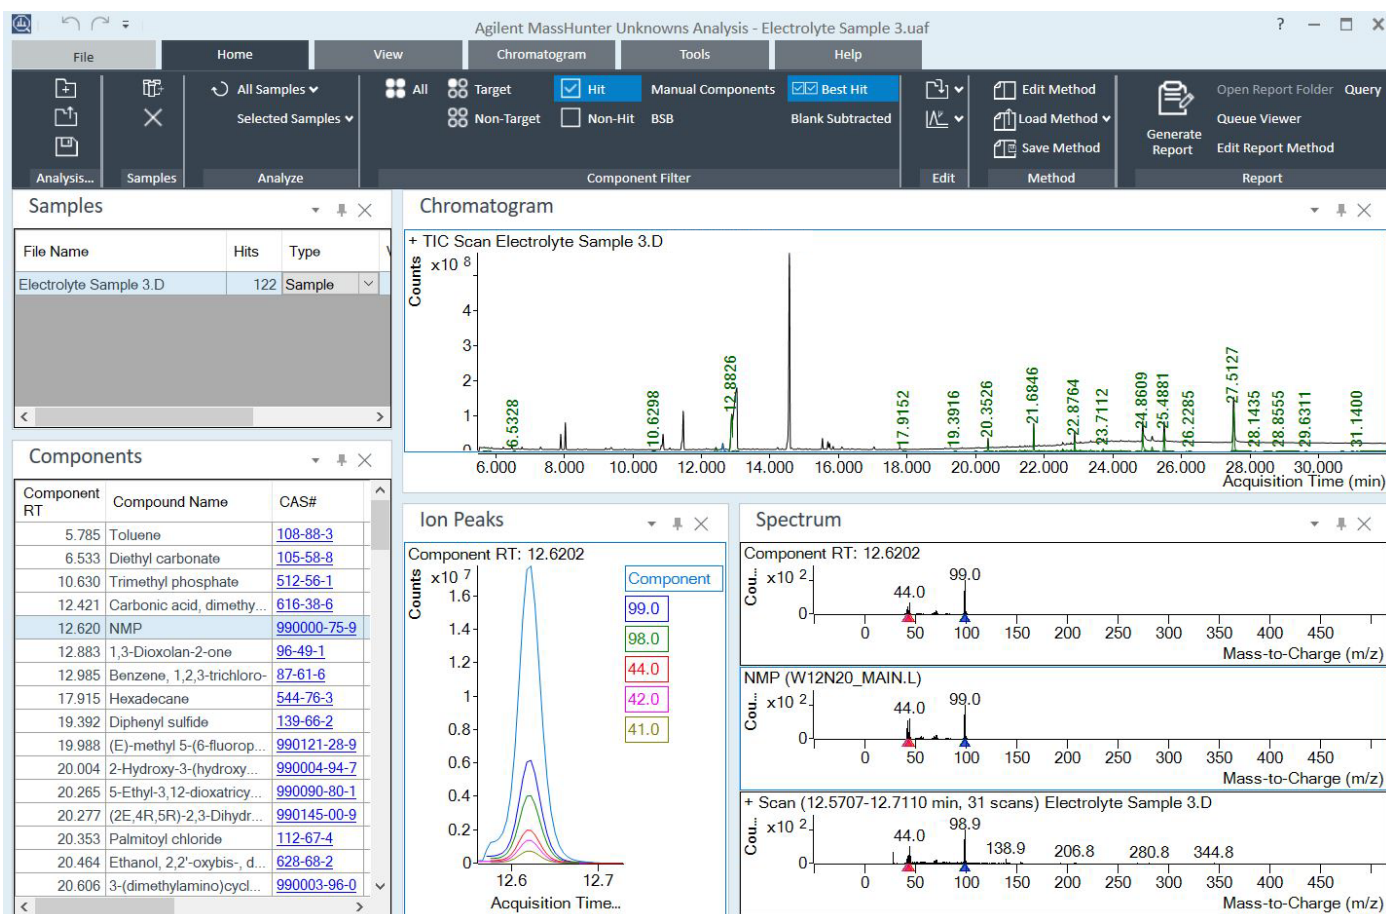 Agilent MassHunter Unknowns Analysis - Electrolyte Sample 3.uaf
?
File Home View Chromatogram Tools Help
All Samples
Selected Samples
All Target Hit Manual Components Best Hit
Non-Target Non-Hit BSB Blank Subtracted
Edit Method
Load Method
Save Method
Generate Report
Open Report Folder Query
Queue Viewer
Edit Report Method
Analysis... Samples Analyze Component Filter Edit Method Report
Samples
File Name Hits Type
Electrolyte Sample 3.D 122 Sample
Components
Component RT Compound Name CAS#
5.785 Toluene 108-88-3
6.533 Diethyl carbonate 105-58-8
10.630 Trimethyl phosphate 512-56-1
12.421 Carbonic acid, dimethy... 616-38-6
12.620 NMP 990000-75-9
12.883 1,3-Dioxolan-2-one 96-49-1
12.985 Benzene, 1,2,3-trichloro- 87-61-6
17.915 Hexadecane 544-76-3
19.392 Diphenyl sulfide 139-66-2
19.988 (E)-methyl 5-(6-fluorop... 990121-28-9
20.004 2-Hydroxy-3-(hydroxy... 990004-94-7
20.265 5-Ethyl-3,12-dioxatricy... 990090-80-1
20.277 (2E,4R,5R)-2,3-Dihydr... 990145-00-9
20.353 Palmitoyl chloride 112-67-4
20.464 Ethanol, 2,2'-oxybis-, d... 628-68-2
20.606 3-(dimethylamino)cycl... 990003-96-0
Chromatogram
+ TIC Scan Electrolyte Sample 3.D
Counts
x10 8
4
3
2
1
0
6.5328 10.6298 12.8826 17.9152 19.3916 20.3526 21.6846 22.8764 23.7112 24.8609 25.4881 26.2285 27.5127 28.1435 28.8555 29.6311 31.1400
6.000 8.000 10.000 12.000 14.000 16.000 18.000 20.000 22.000 24.000 26.000 28.000 30.000
Acquisition Time (min)
Ion Peaks
Component RT: 12.6202
Counts
x10 7
1.6
1.4
1.2
1
0.8
0.6
0.4
0.2
0
Component
99.0
98.0
44.0
42.0
41.0
12.6 12.7
Acquisition Time...
Spectrum
Component RT: 12.6202
Cou...
x10 2
0
44.0 99.0
0 50 100 150 200 250 300 350 400 450
Mass-to-Charge (m/z)
NMP (W12N20_MAIN.L)
Cou...
x10 2
0
44.0 99.0
0 50 100 150 200 250 300 350 400 450
Mass-to-Charge (m/z)
+ Scan (12.5707-12.7110 min, 31 scans) Electrolyte Sample 3.D
Cou...
x10 2
0
44.0 98.9 138.9 206.8 280.8 344.8
0 50 100 150 200 250 300 350 400 450
Mass-to-Charge (m/z)